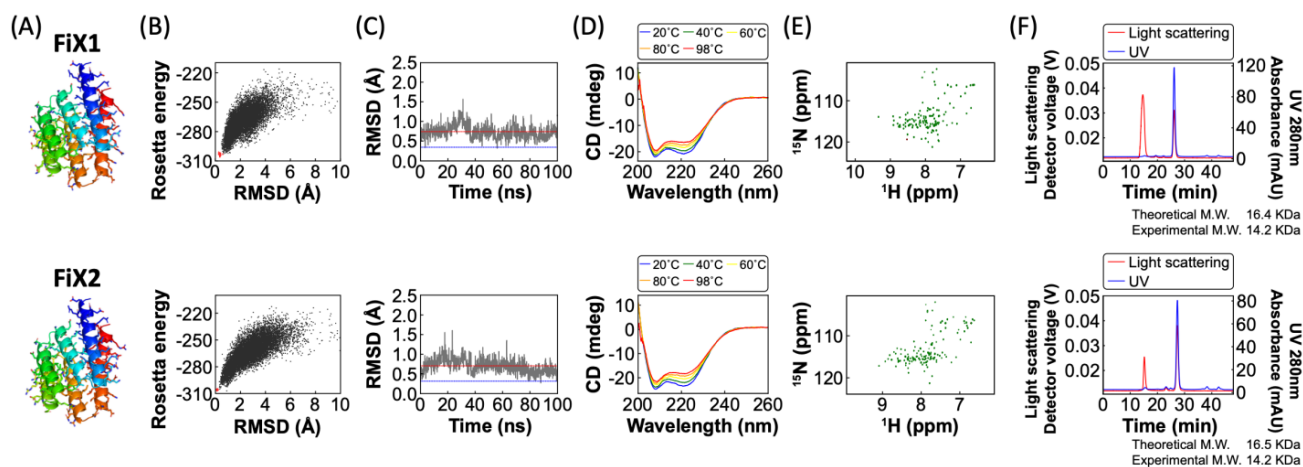 (A) (B) (C) (D) (E) (F)
FiX1
Rosetta energy
-220
-250
-280
-310
0 2 4 6 8 10
RMSD (Å)
RMSD (Å)
2.5
2.0
1.5
1.0
0.5
0.0
0 50 100
Time (ns)
20˚C 40˚C 60˚C
80˚C 98˚C
CD (mdeg)
10
0
-10
-20
200 220 240 260
Wavelength (nm)
15N (ppm)
110
120
10 9 8 7 6
1H (ppm)
Light scattering
UV
Light scattering
Detector voltage (V)
0.05
0.04
0.03
0.02
0 10 20 30 40
Time (min)
120
80
40
0
UV 280nm
Absorbance (mAU)
Theoretical M.W. 16.4 KDa
Experimental M.W. 14.2 KDa
FiX2
Rosetta energy
-220
-250
-280
-310
0 2 4 6 8 10
RMSD (Å)
RMSD (Å)
2.5
2.0
1.5
1.0
0.5
0.0
0 50 100
Time (ns)
20˚C 40˚C 60˚C
80˚C 98˚C
CD (mdeg)
10
0
-10
-20
200 220 240 260
Wavelength (nm)
15N (ppm)
110
120
9 8 7 6
1H (ppm)
Light scattering
UV
Light scattering
Detector voltage (V)
0.05
0.04
0.03
0.02
0 10 20 30 40
Time (min)
80
60
40
20
0
UV 280nm
Absorbance (mAU)
Theoretical M.W. 16.5 KDa
Experimental M.W. 14.2 KDa